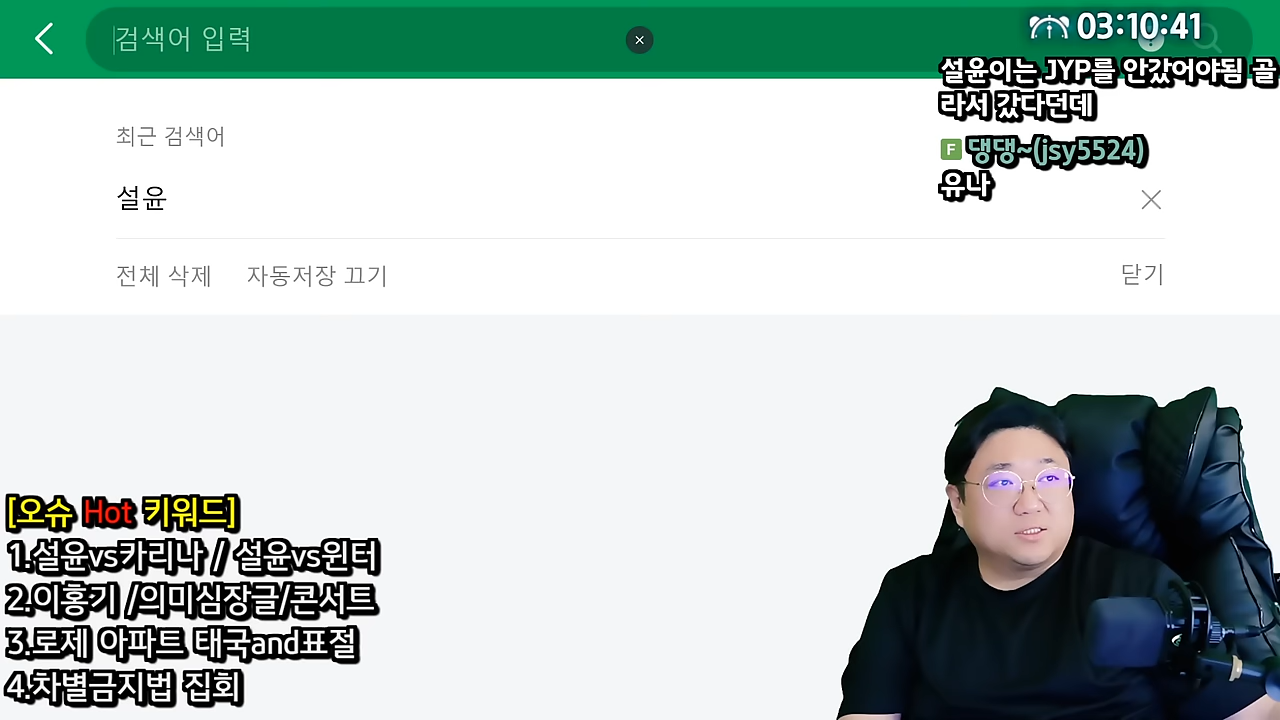 검색어 입력
03:10:41
설윤이는 JYP를 안갔어야됨 골
라서 갔다던데
F 댕댕~(jsy5524)
유나
최근 검색어
설윤
전체 삭제 자동저장 끄기
닫기
[오슈 Hot 키워드]
1.설윤vs카리나 / 설윤vs윈터
2.이홍기 /의미심장글/콘서트
3.로제 아파트 태국and표절
4.차별금지법 집회